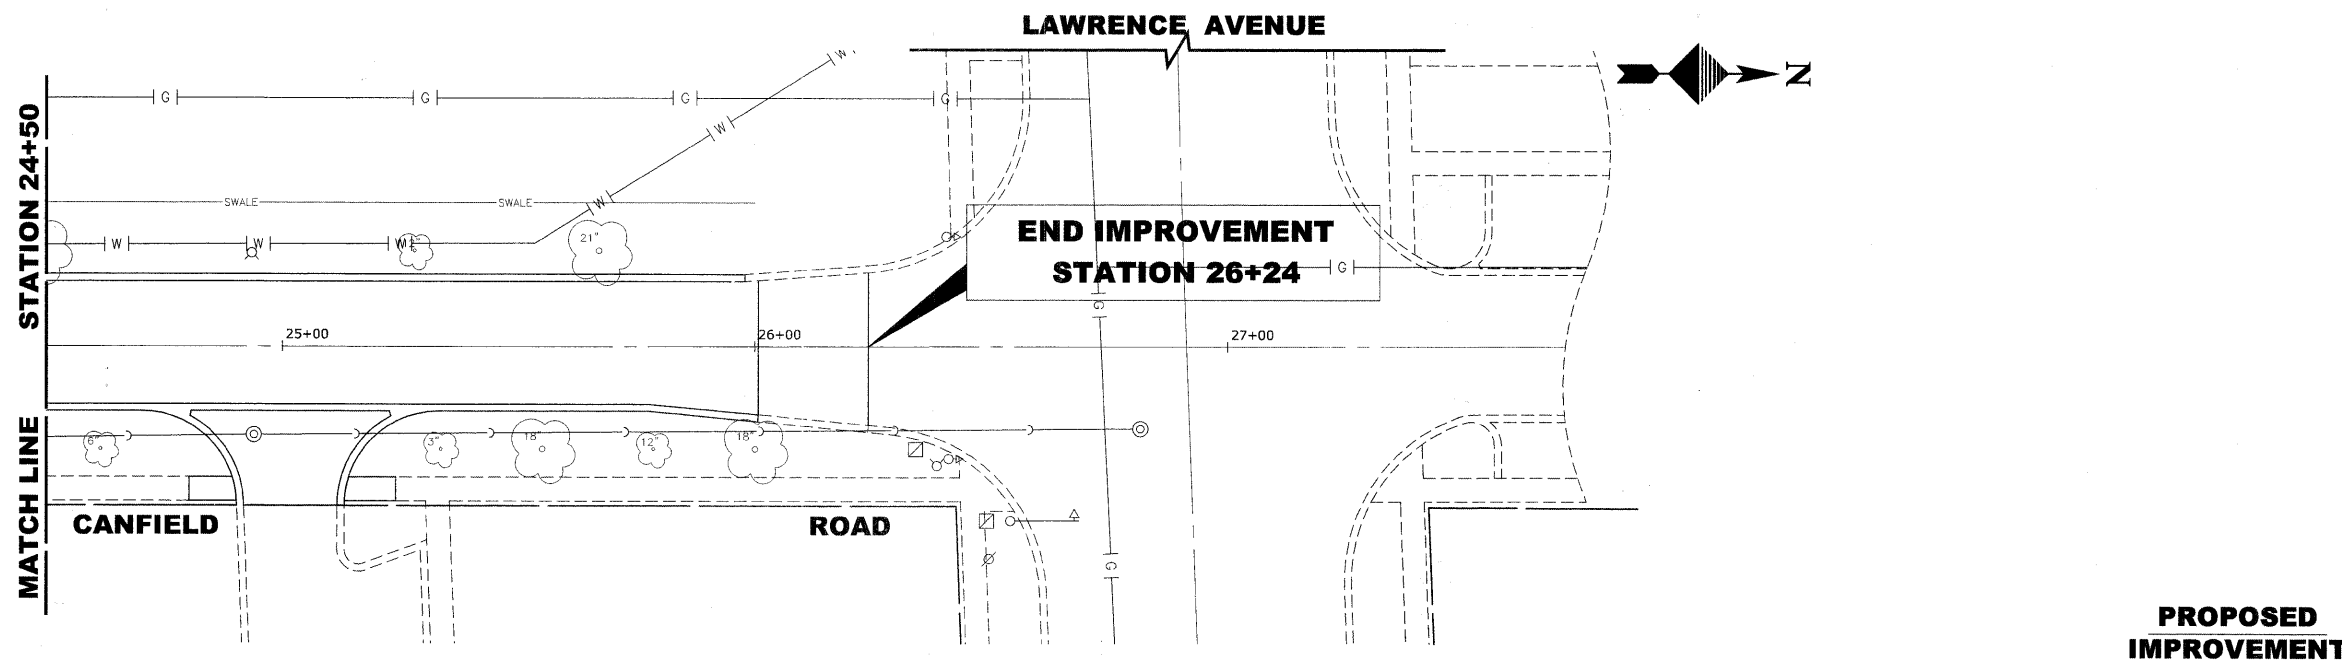 LAWRENCE AVENUE
N
STATION 24+50
MATCH LINE
G
G
G
G
W
W
W
SWALE
SWALE
W
W
W
21"
END IMPROVEMENT
STATION 26+24
G
G
25+00
26+00
27+00
6"
3"
18"
12"
18"
CANFIELD
ROAD
G
PROPOSED
IMPROVEMENT